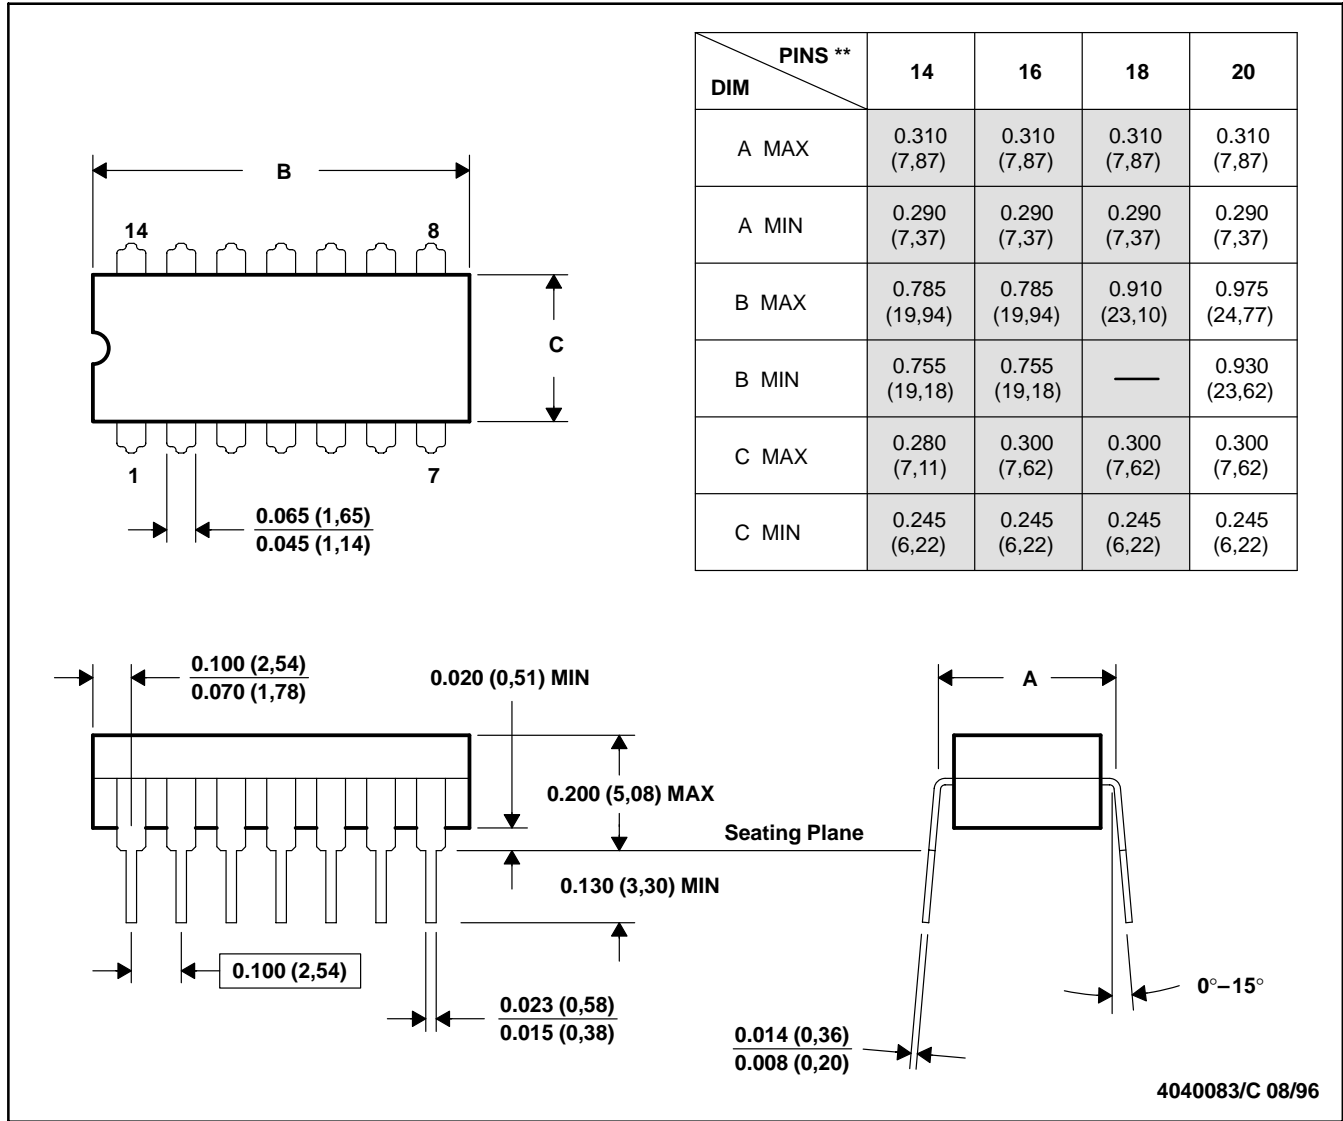 PINS **
DIM
14 16 18 20
A MAX
0.310 0.310 0.310 0.310
(7,87) (7,87) (7,87) (7,87)
A MIN
0.290 0.290 0.290 0.290
(7,37) (7,37) (7,37) (7,37)
B MAX
0.785 0.785 0.910 0.975
(19,94) (19,94) (23,10) (24,77)
B MIN
0.755 0.755 — 0.930
(19,18) (19,18) (23,62)
C MAX
0.280 0.300 0.300 0.300
(7,11) (7,62) (7,62) (7,62)
C MIN
0.245 0.245 0.245 0.245
(6,22) (6,22) (6,22) (6,22)
B
14 8
C
1 7
0.065 (1,65)
0.045 (1,14)
0.100 (2,54)
0.070 (1,78)
0.020 (0,51) MIN
0.200 (5,08) MAX
Seating Plane
0.130 (3,30) MIN
0.100 (2,54)
0.023 (0,58)
0.015 (0,38)
A
0°–15°
0.014 (0,36)
0.008 (0,20)
4040083/C 08/96